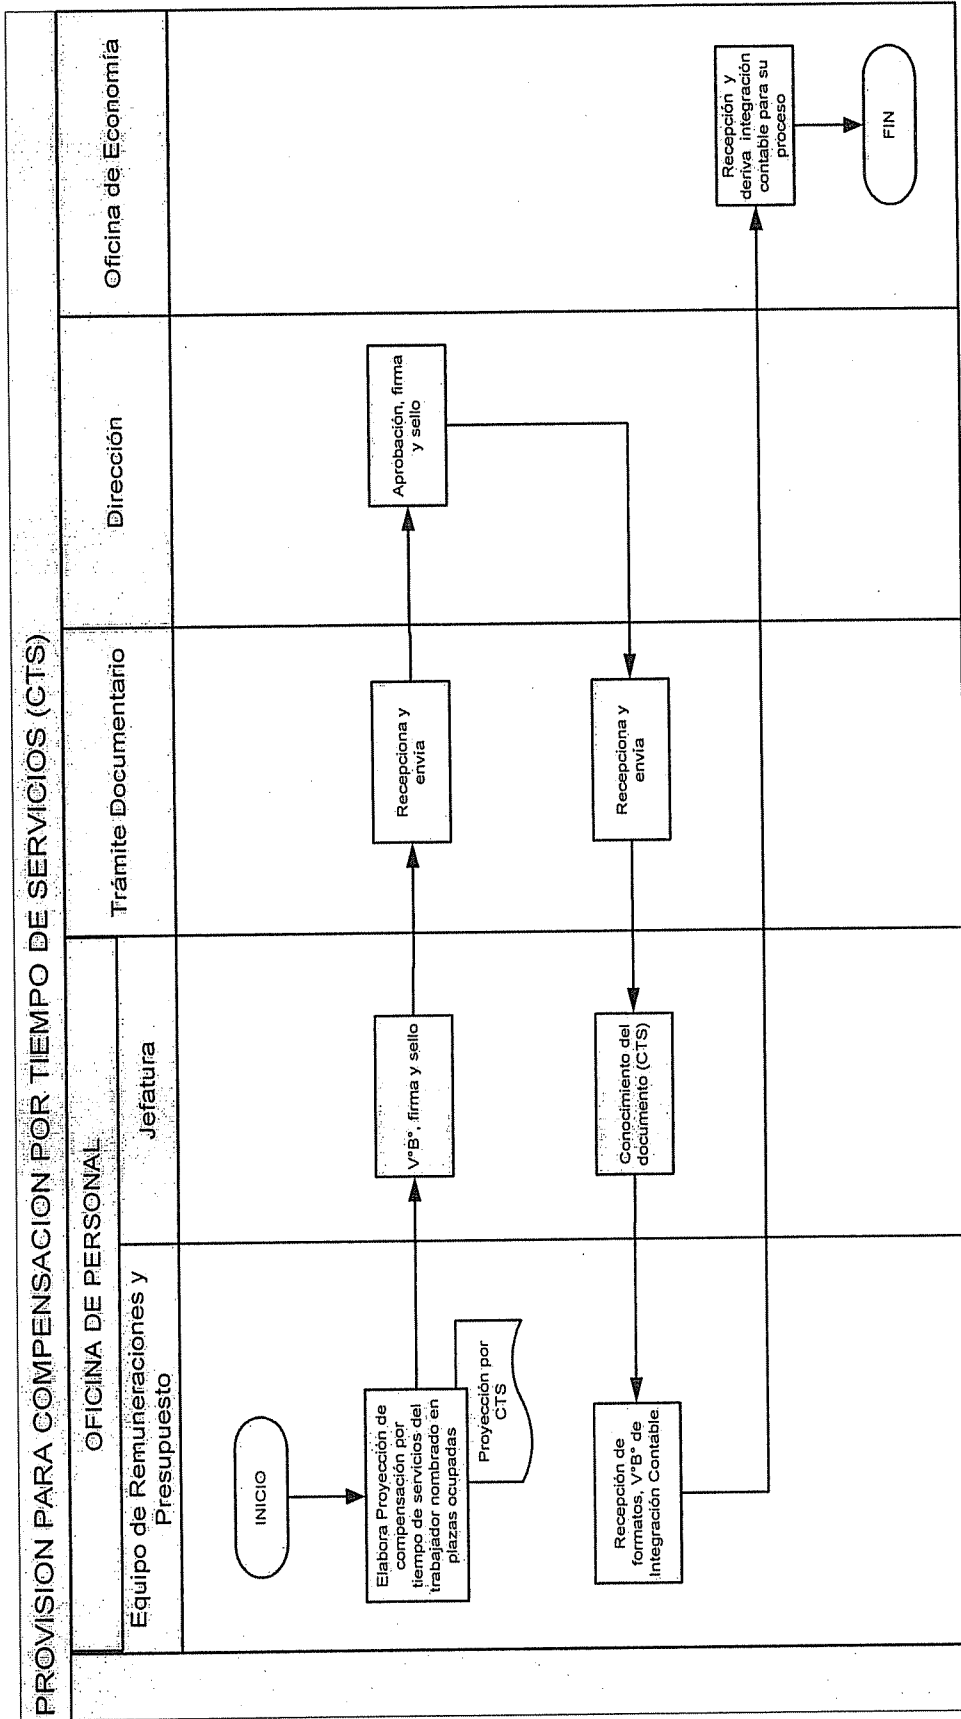 PROVISION PARA COMPENSACION POR TIEMPO DE SERVICIOS (CTS)
OFICINA DE PERSONAL
Equipo de Remuneraciones y
Presupuesto
Jefatura
Trámite Documentario
Dirección
Oficina de Economía
INICIO
Elabora Proyección de
compensación por
tiempo de servicios del
trabajador nombrado en
plazas ocupadas
Proyección por
CTS
V°B°, firma y sello
Recepciona y
envia
Aprobación, firma
y sello
Recepciona y
envia
Conocimiento del
documento (CTS)
Recepción de
formatos, V°B° de
Integración Contable.
Recepción y
deriva integración
contable para su
proceso
FIN